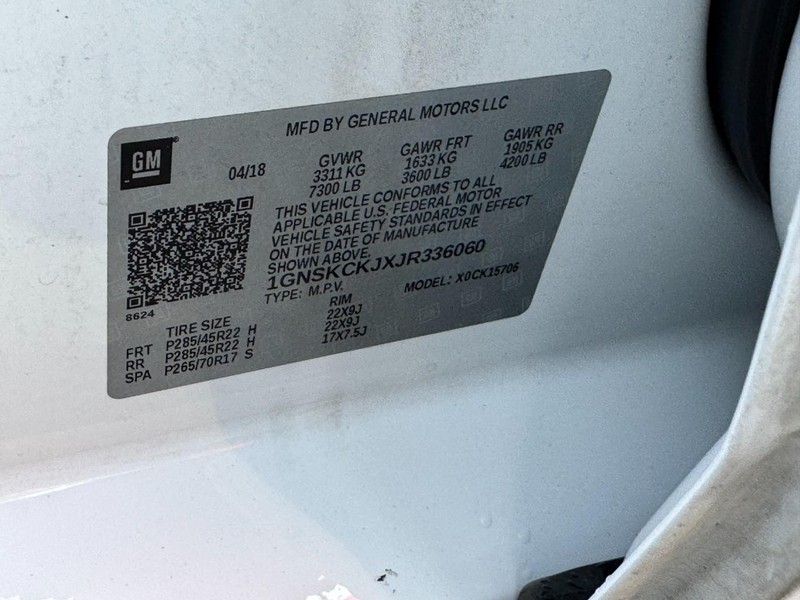 MFD BY GENERAL MOTORS LLC
GM
04/18
GVWR GAWR FRT GAWR RR
3311 KG 1633 KG 1905 KG
7300 LB 3600 LB 4200 LB
THIS VEHICLE CONFORMS TO ALL
APPLICABLE U.S. FEDERAL MOTOR
VEHICLE SAFETY STANDARDS IN EFFECT
ON THE DATE OF MANUFACTURE
SHOWN ABOVE.
1GNSKCKJXJR336060
TYPE: M.P.V. MODEL: X0CK15706
8624
TIRE SIZE RIM
FRT P285/45R22 H 22X9J
RR P285/45R22 H 22X9J
SPA P265/70R17 S 17X7.5J